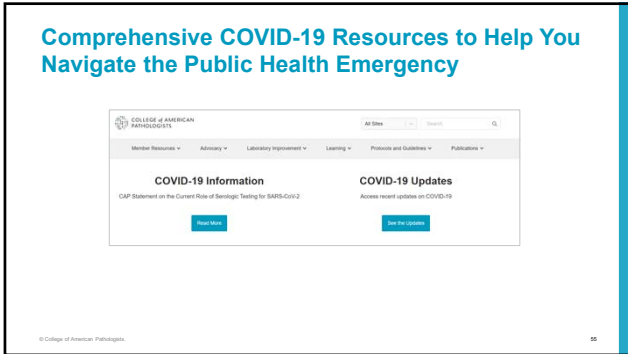 Comprehensive COVID-19 Resources to Help You
Navigate the Public Health Emergency
COLLEGE of AMERICAN
PATHOLOGISTS
All Sites
Search
Member Resources
Advocacy
Laboratory Improvement
Learning
Protocols and Guidelines
Publications
COVID-19 Information
CAP Statement on the Current Role of Serologic Testing for SARS-CoV-2
Read More
COVID-19 Updates
Access recent updates on COVID-19
See the Updates
© College of American Pathologists.
55